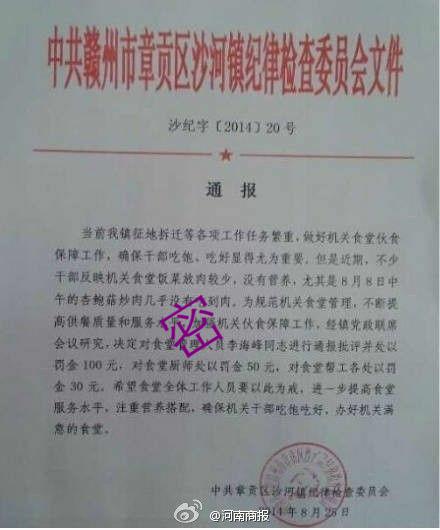 中共赣州市章贡区沙河镇纪律检查委员会文件
沙纪字〔2014〕20号
通 报
当前我镇征地拆迁等各项工作任务繁重，做好机关食堂伙食
保障工作，确保干部吃饱、吃好显得尤为重要。但是近期，不少
干部反映机关食堂饭菜放肉较少，没有营养，尤其是8月8日中
午的杏鲍菇炒肉几乎没有 到肉。为规范机关食堂管理，不断提
高供餐质量和服务 机关伙食保障工作，经镇党政联席
会议研究，决定对食堂管理人员李海峰同志进行通报批评并处以
罚金100元，对食堂厨师处以罚金50元，对食堂帮工各处以罚
金30元。希望食堂全体工作人员要以此为戒，进一步提高食堂
服务水平，注重营养搭配，确保机关干部吃饱吃好，办好机关满
意的食堂。
密
中共章贡区沙河镇纪律检查委员会
2014年8月25日
@河南商报